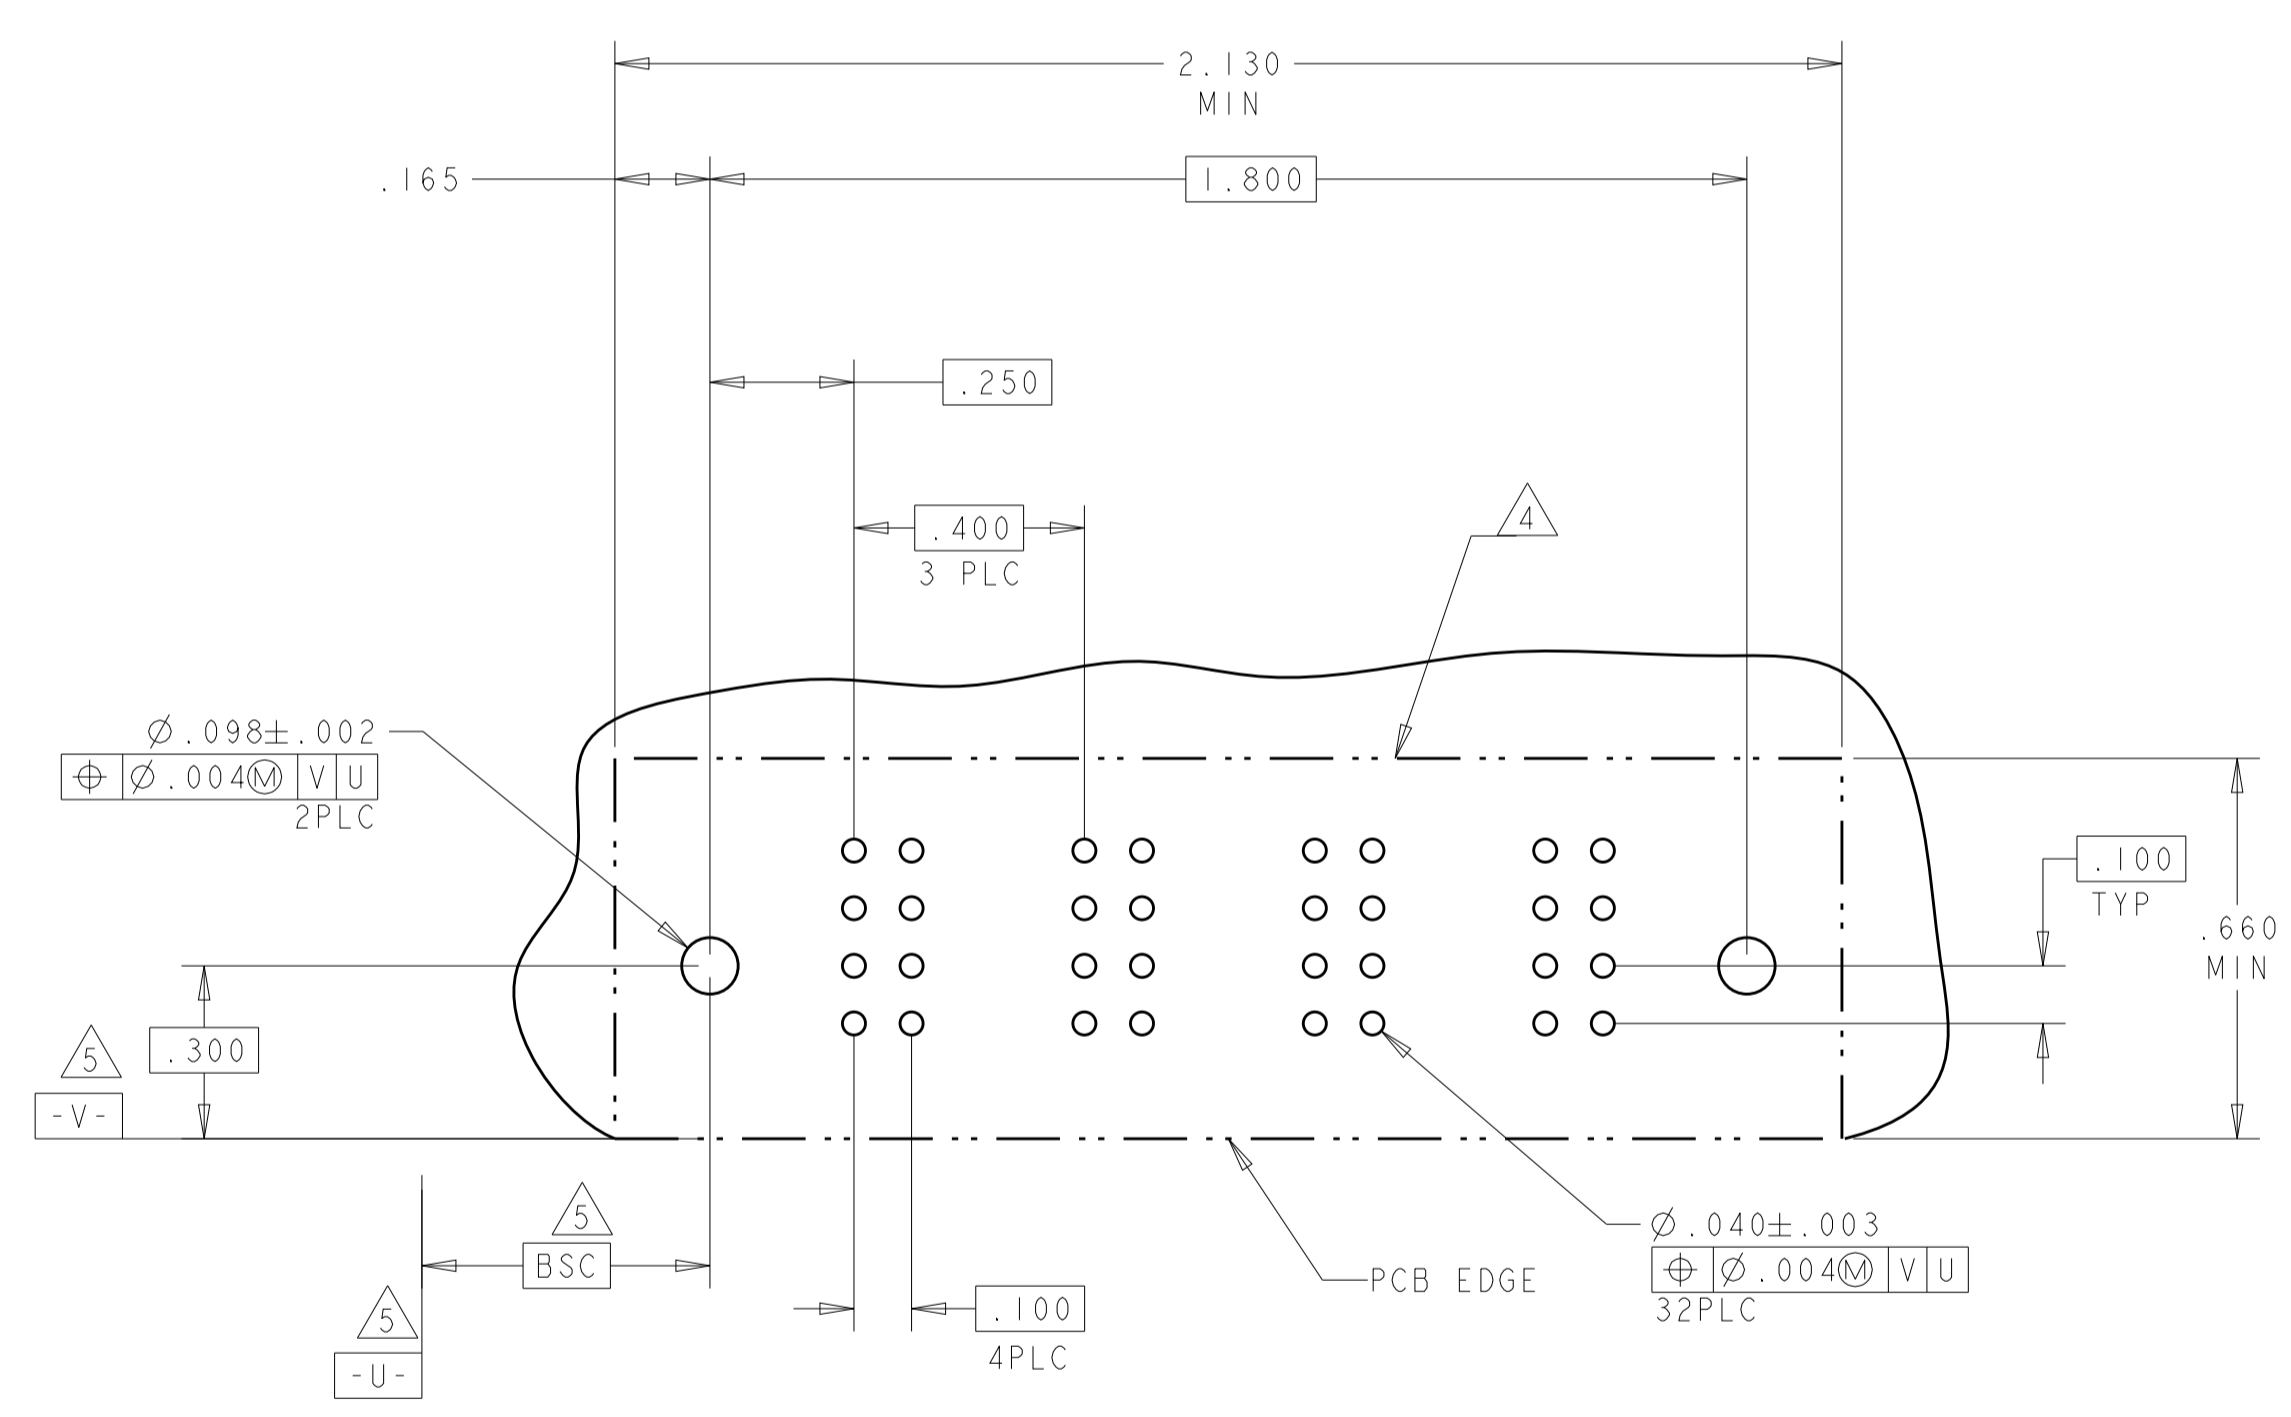 2.130
MIN
.165
1.800
.250
.400
3 PLC
4
⌀.098±.002
⌖ ⌀.004Ⓜ V U
2PLC
.100
TYP
.660
MIN
.300
5
-V-
5
BSC
5
-U-
.100
4PLC
PCB EDGE
⌀.040±.003
⌖ ⌀.004Ⓜ V U
32PLC